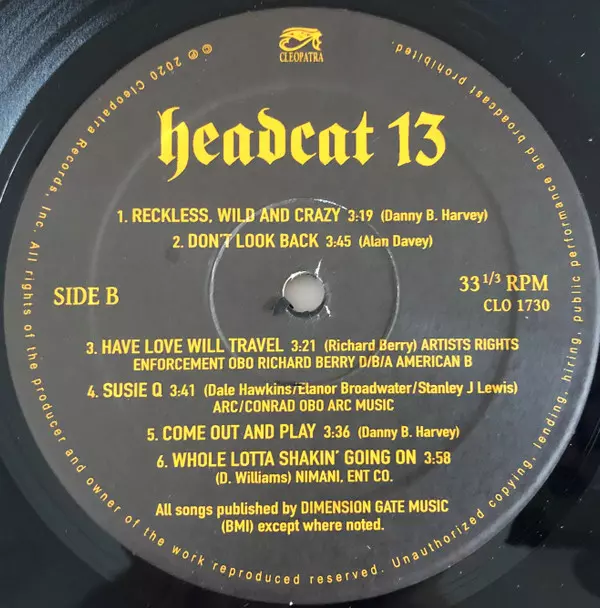 CLEOPATRA
headcat 13
1. RECKLESS, WILD AND CRAZY 3:19 (Danny B. Harvey)
2. DON'T LOOK BACK 3:45 (Alan Davey)
SIDE B
33 1/3 RPM
CLO 1730
3. HAVE LOVE WILL TRAVEL 3:21 (Richard Berry) ARTISTS RIGHTS
ENFORCEMENT OBO RICHARD BERRY D/B/A AMERICAN B
4. SUSIE Q 3:41 (Dale Hawkins/Elanor Broadwater/Stanley J Lewis)
ARC/CONRAD OBO ARC MUSIC
5. COME OUT AND PLAY 3:36 (Danny B. Harvey)
6. WHOLE LOTTA SHAKIN' GOING ON 3:58
(D. Williams) NIMANI, ENT CO.
All songs published by DIMENSION GATE MUSIC
(BMI) except where noted.
℗ © 2020 Cleopatra Records, Inc. All rights of the producer and owner of the work reproduced reserved. Unauthorized copying, lending, hiring, public performance and broadcast prohibited.